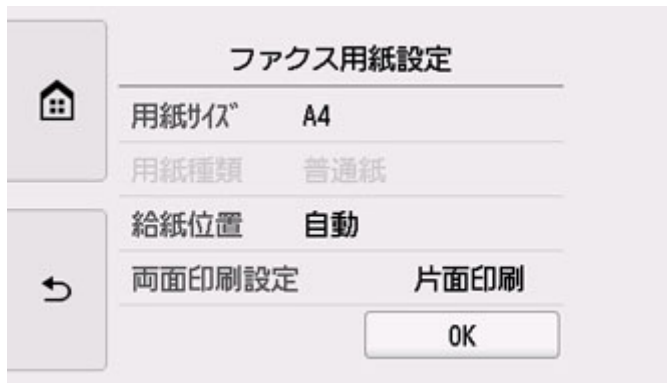 ファクス用紙設定
用紙ｻｲｽﾞ A4
用紙種類 普通紙
給紙位置 自動
両面印刷設定 片面印刷
OK